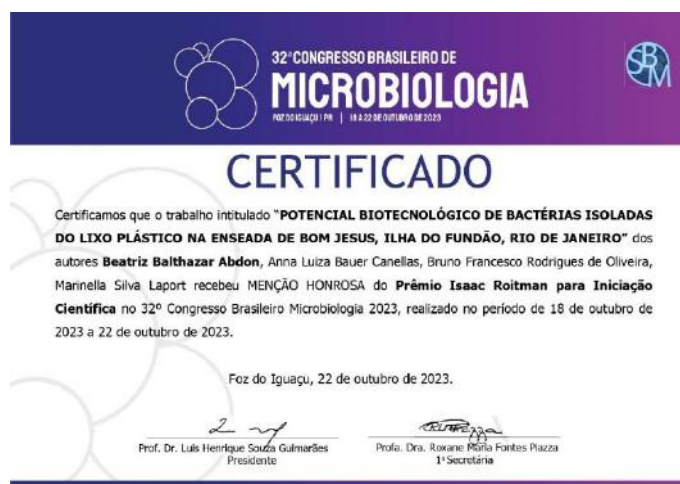 32º CONGRESSO BRASILEIRO DE
MICROBIOLOGIA
FOZ DO IGUAÇU | PR | 18 A 22 DE OUTUBRO DE 2023
SBM
CERTIFICADO
Certificamos que o trabalho intitulado "POTENCIAL BIOTECNOLÓGICO DE BACTÉRIAS ISOLADAS
DO LIXO PLÁSTICO NA ENSEADA DE BOM JESUS, ILHA DO FUNDÃO, RIO DE JANEIRO" dos
autores Beatriz Balthazar Abdon, Anna Luiza Bauer Canellas, Bruno Francesco Rodrigues de Oliveira,
Marinella Silva Laport recebeu MENÇÃO HONROSA do Prêmio Isaac Roitman para Iniciação
Científica no 32º Congresso Brasileiro Microbiologia 2023, realizado no período de 18 de outubro de
2023 a 22 de outubro de 2023.
Foz do Iguaçu, 22 de outubro de 2023.
Prof. Dr. Luis Henrique Souza Guimarães
Presidente
Profa. Dra. Roxane Maria Fontes Piazza
1ª Secretária